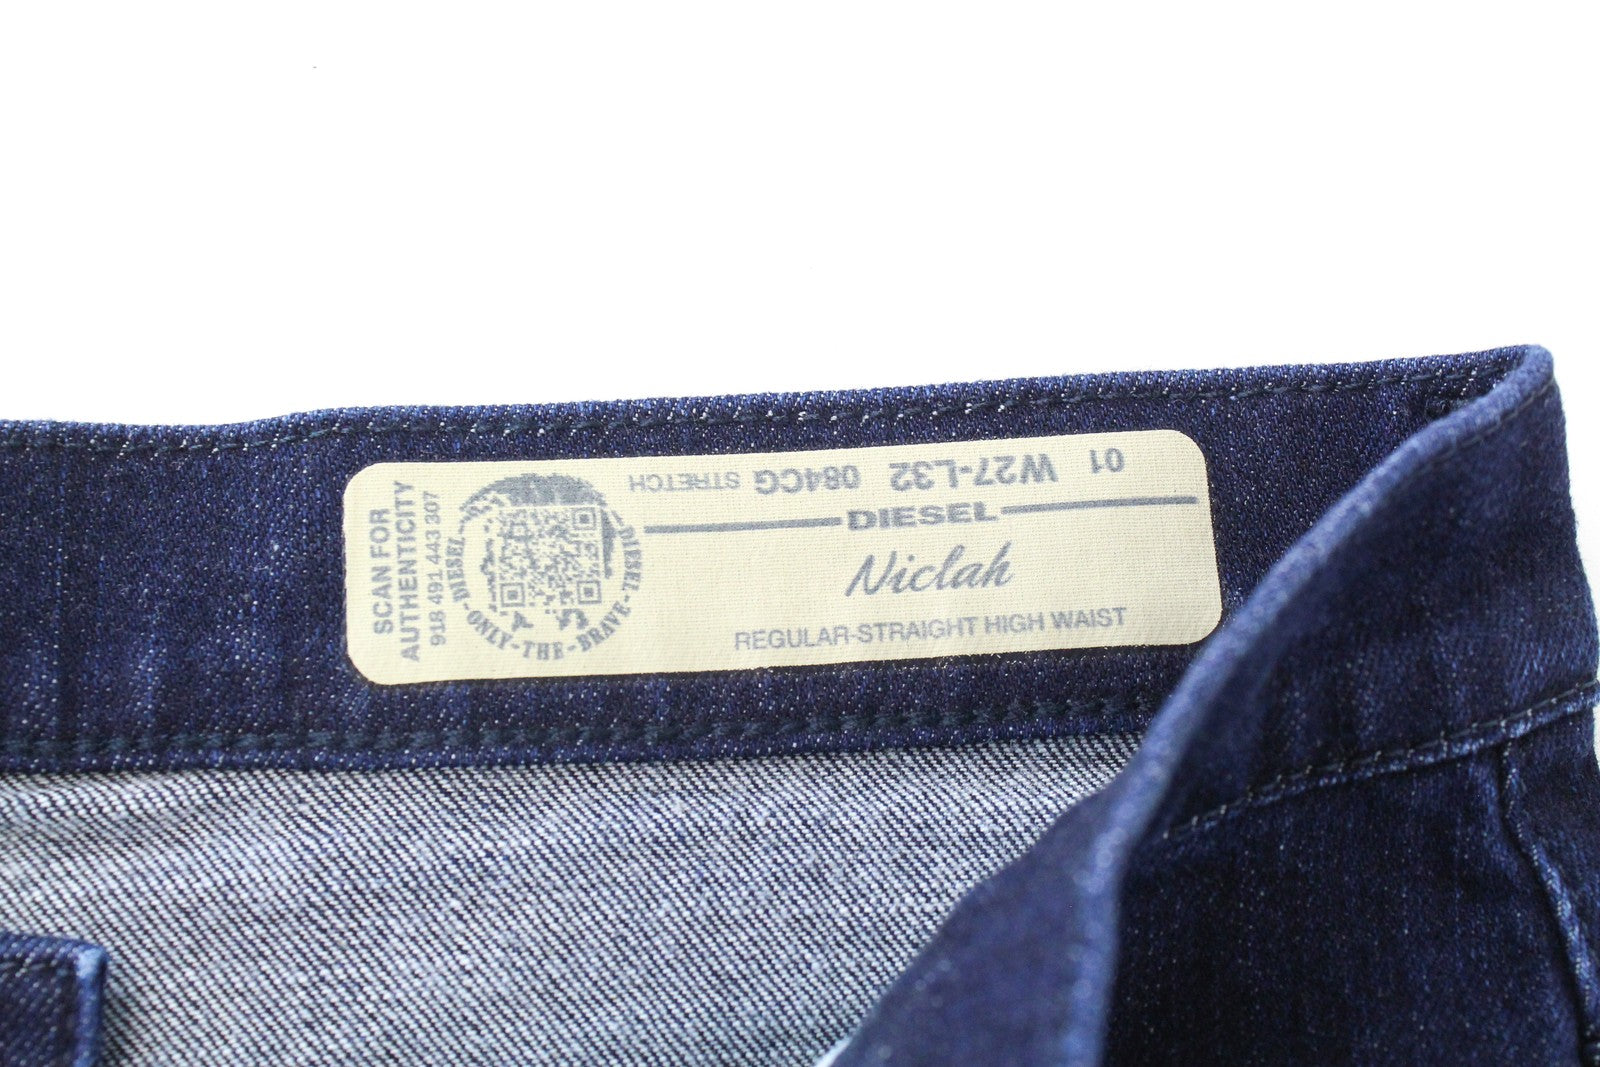 SCAN FOR
AUTHENTICITY
918 491 443 307
DIESEL-ONLY-THE-BRAVE-DIESEL
01 W27-L32 084CG STRETCH
DIESEL
Niclah
REGULAR-STRAIGHT HIGH WAIST